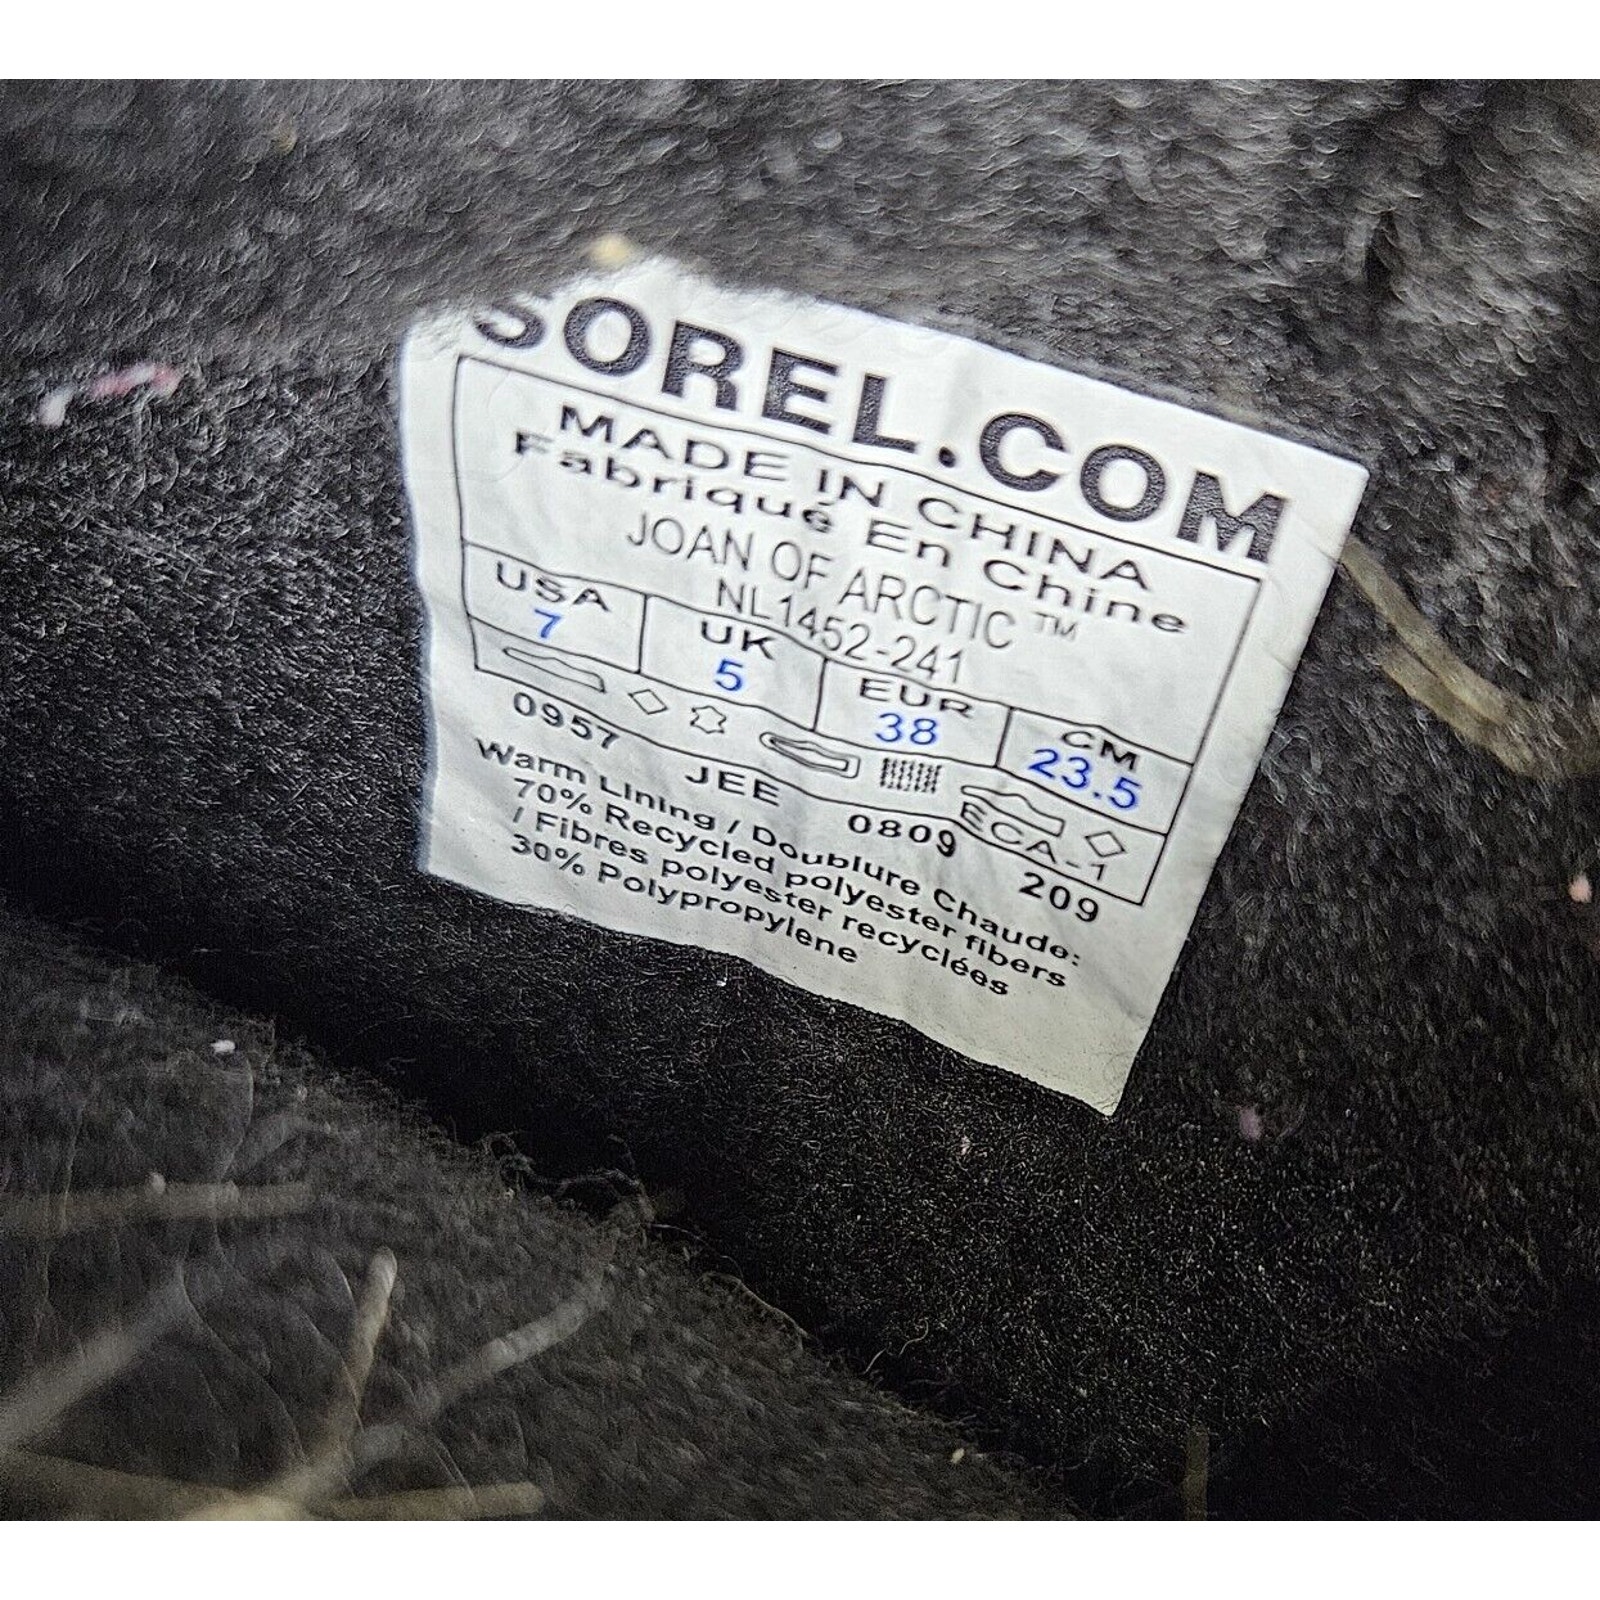 SOREL.COM
MADE IN CHINA
Fabriqué En Chine
JOAN OF ARCTIC™
NL1452-241
USA UK EUR CM
7 5 38 23.5
0957 JEE 0809 ECA-1
209
Warm Lining / Doublure Chaude:
70% Recycled polyester fibers
/ Fibres polyester recyclées
30% Polypropylene